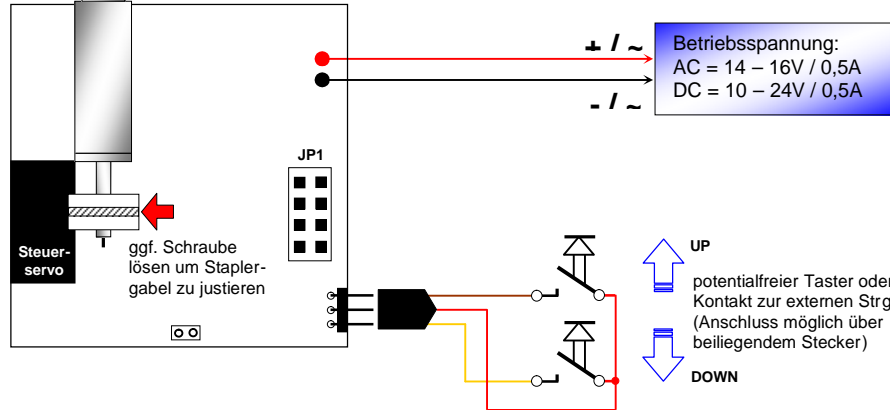 + / ~
- / ~
Betriebsspannung:
AC = 14 – 16V / 0,5A
DC = 10 – 24V / 0,5A
JP1
Steuer-
servo
ggf. Schraube
lösen um Stapler-
gabel zu justieren
UP
potentialfreier Taster oder
Kontakt zur externen Strg
(Anschluss möglich über
beiliegendem Stecker)
DOWN